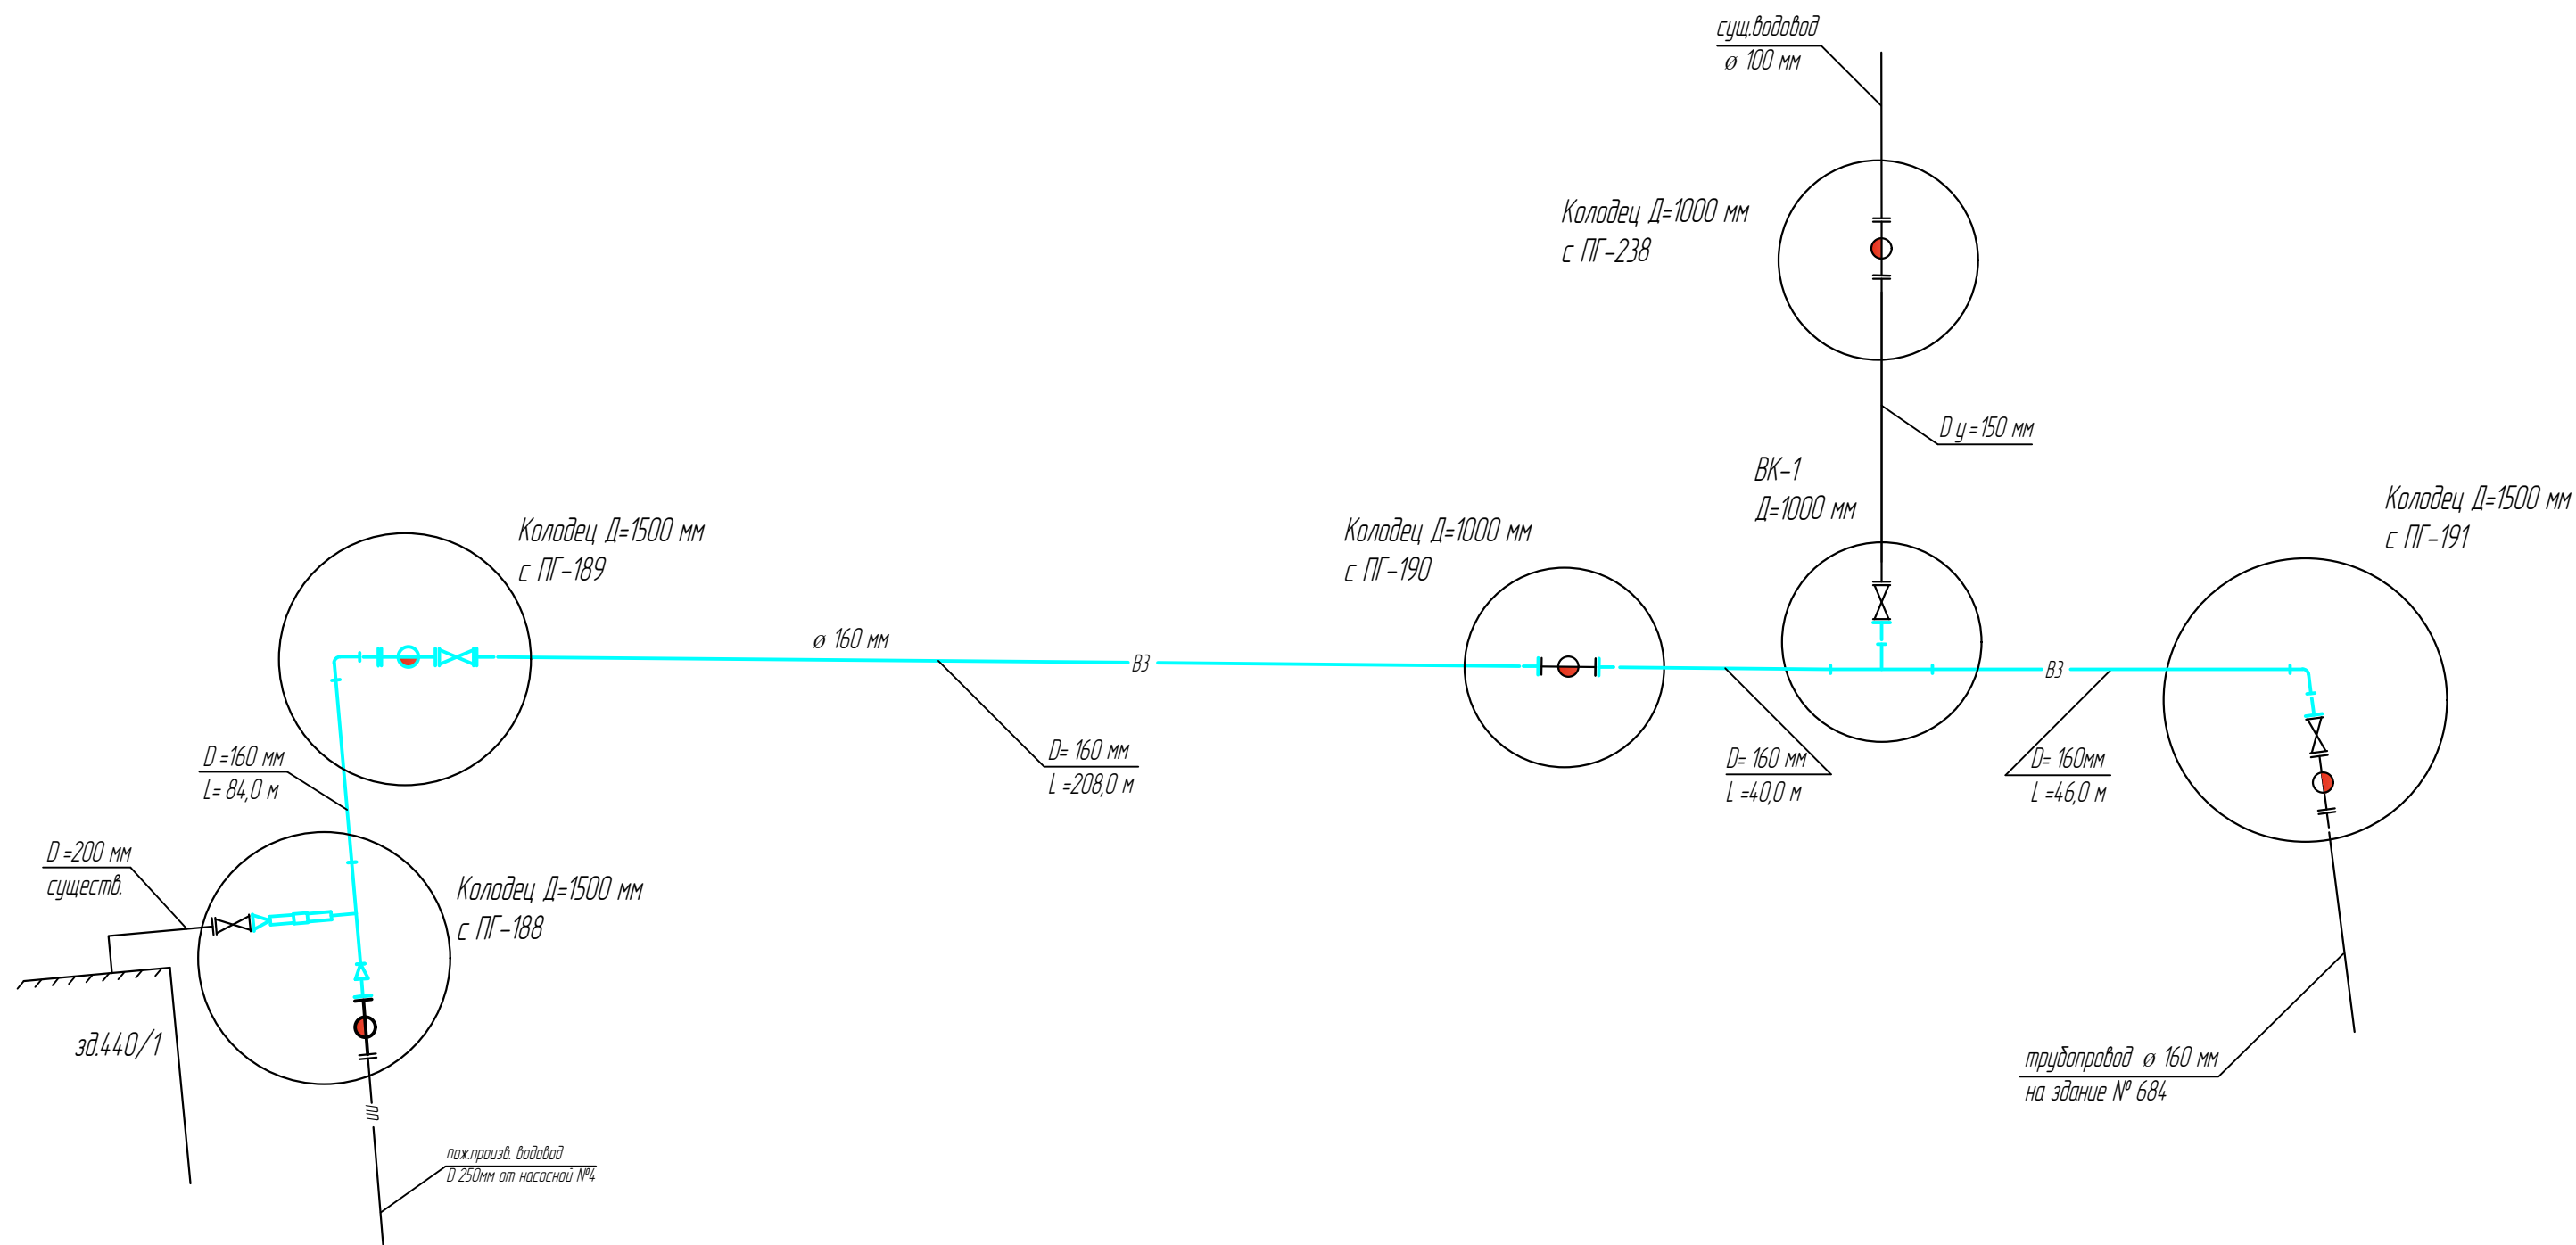 сущ.водовод
ø 100 мм
Колодец Д=1000 мм
с ПГ-238
D у =150 мм
ВК-1
Д=1000 мм
Колодец Д=1500 мм
с ПГ-191
Колодец Д=1500 мм
с ПГ-189
Колодец Д=1000 мм
с ПГ-190
ø 160 мм
В3
В3
D =160 мм
L= 84,0 м
D= 160 мм
L =208,0 м
D= 160 мм
L =40,0 м
D= 160мм
L =46,0 м
D =200 мм
существ.
Колодец Д=1500 мм
с ПГ-188
зд.440/1
трубопровод ø 160 мм
на здание № 684
пож.произв. водовод
D 250мм от насосной №4